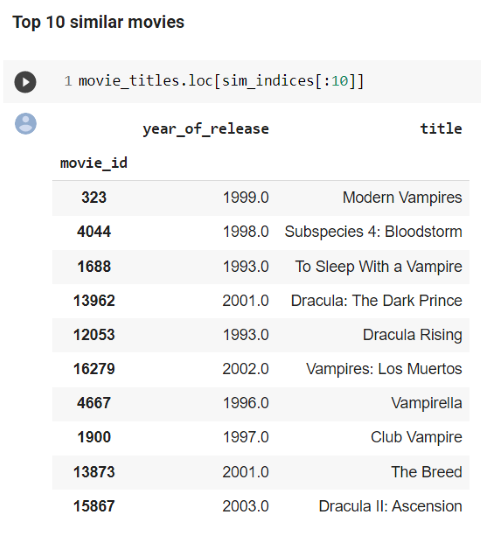 Top 10 similar movies
1 movie_titles.loc[sim_indices[:10]]
year_of_release title
movie_id
323 1999.0 Modern Vampires
4044 1998.0 Subspecies 4: Bloodstorm
1688 1993.0 To Sleep With a Vampire
13962 2001.0 Dracula: The Dark Prince
12053 1993.0 Dracula Rising
16279 2002.0 Vampires: Los Muertos
4667 1996.0 Vampirella
1900 1997.0 Club Vampire
13873 2001.0 The Breed
15867 2003.0 Dracula II: Ascension